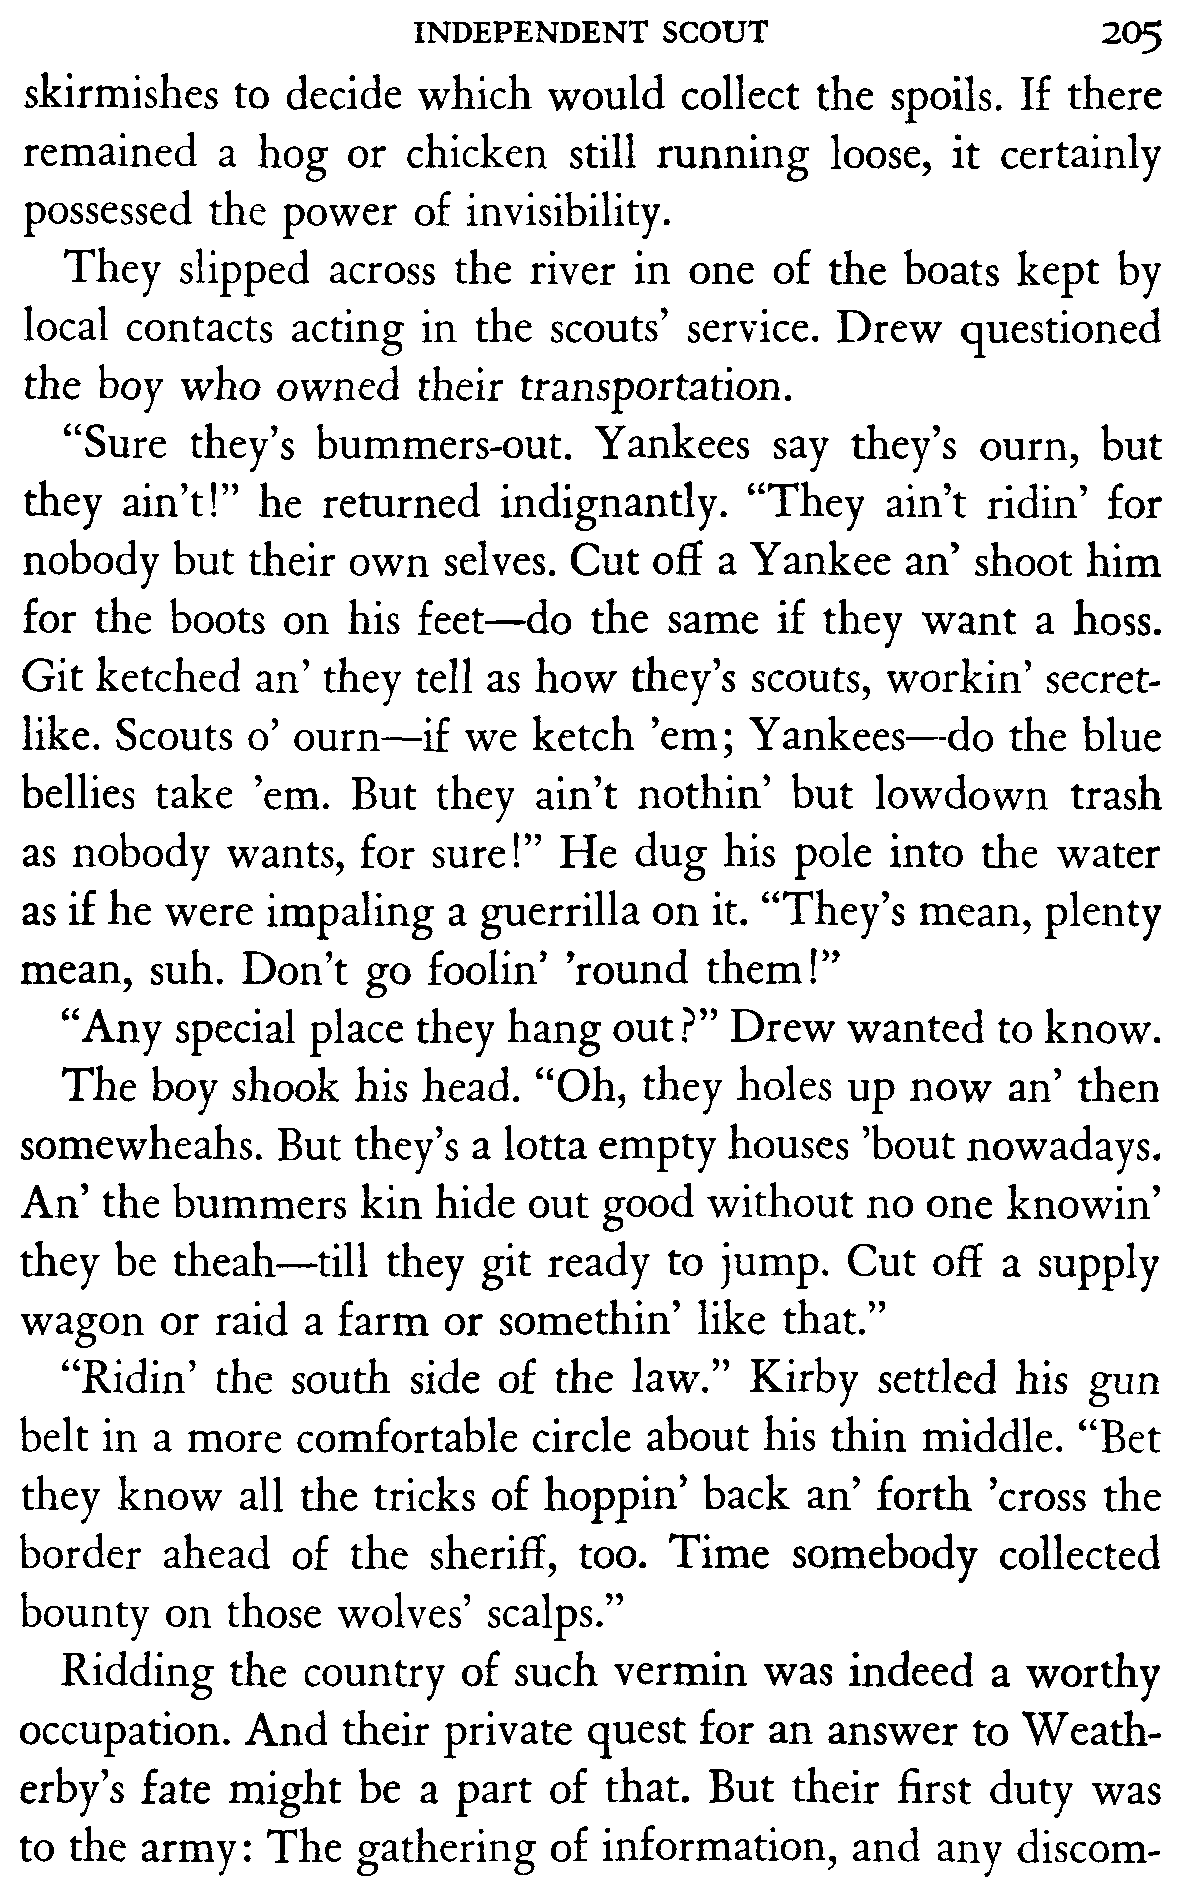 INDEPENDENT SCOUT 205
skirmishes to decide which would collect the spoils. If there
remained a hog or chicken still running loose, it certainly
possessed the power of invisibility.
They slipped across the river in one of the boats kept by
local contacts acting in the scouts’ service. Drew questioned
the boy who owned their transportation.
“Sure they’s bummers-out. Yankees say they’s ourn, but
they ain’t!” he returned indignantly. “They ain’t ridin’ for
nobody but their own selves. Cut off a Yankee an’ shoot him
for the boots on his feet—do the same if they want a hoss.
Git ketched an’ they tell as how they’s scouts, workin’ secret-
like. Scouts o’ ourn—if we ketch ’em; Yankees—do the blue
bellies take ’em. But they ain’t nothin’ but lowdown trash
as nobody wants, for sure!” He dug his pole into the water
as if he were impaling a guerrilla on it. “They’s mean, plenty
mean, suh. Don’t go foolin’ ’round them!”
“Any special place they hang out?” Drew wanted to know.
The boy shook his head. “Oh, they holes up now an’ then
somewheahs. But they’s a lotta empty houses ’bout nowadays.
An’ the bummers kin hide out good without no one knowin’
they be theah—till they git ready to jump. Cut off a supply
wagon or raid a farm or somethin’ like that.”
“Ridin’ the south side of the law.” Kirby settled his gun
belt in a more comfortable circle about his thin middle. “Bet
they know all the tricks of hoppin’ back an’ forth ’cross the
border ahead of the sheriff, too. Time somebody collected
bounty on those wolves’ scalps.”
Ridding the country of such vermin was indeed a worthy
occupation. And their private quest for an answer to Weath-
erby’s fate might be a part of that. But their first duty was
to the army: The gathering of information, and any discom-